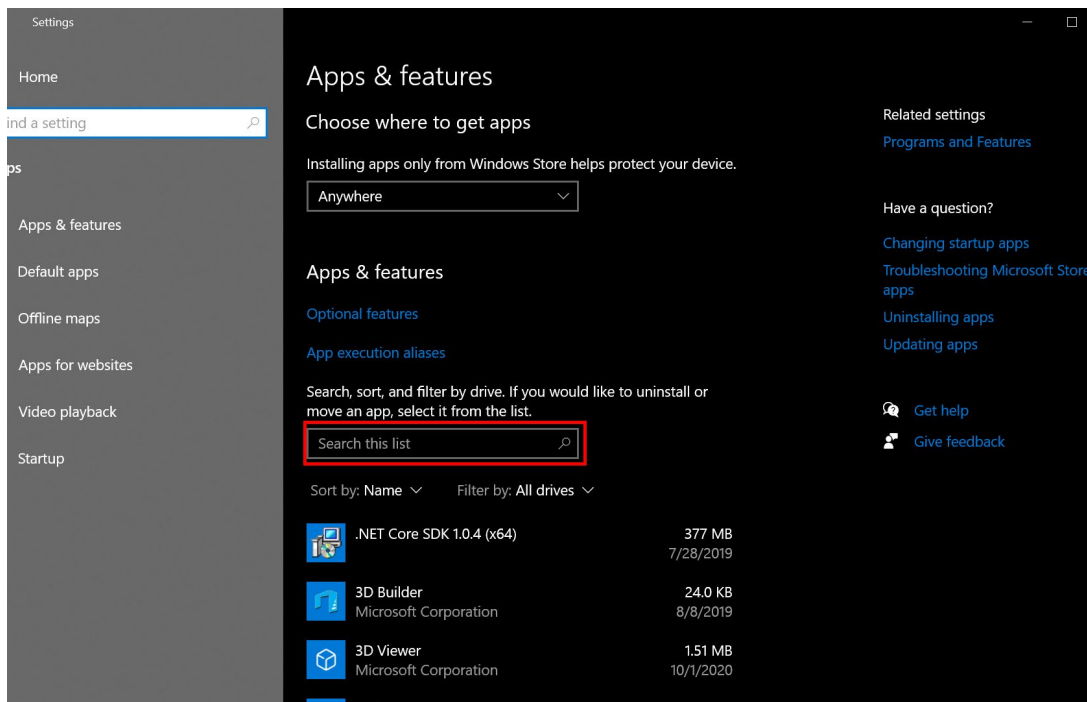 Settings
Home
ind a setting
ps
Apps & features
Default apps
Offline maps
Apps for websites
Video playback
Startup
Apps & features
Choose where to get apps
Installing apps only from Windows Store helps protect your device.
Anywhere
Apps & features
Optional features
App execution aliases
Search, sort, and filter by drive. If you would like to uninstall or
move an app, select it from the list.
Search this list
Sort by: Name Filter by: All drives
.NET Core SDK 1.0.4 (x64) 377 MB
7/28/2019
3D Builder 24.0 KB
Microsoft Corporation 8/8/2019
3D Viewer 1.51 MB
Microsoft Corporation 10/1/2020
Related settings
Programs and Features
Have a question?
Changing startup apps
Troubleshooting Microsoft Store
apps
Uninstalling apps
Updating apps
Get help
Give feedback